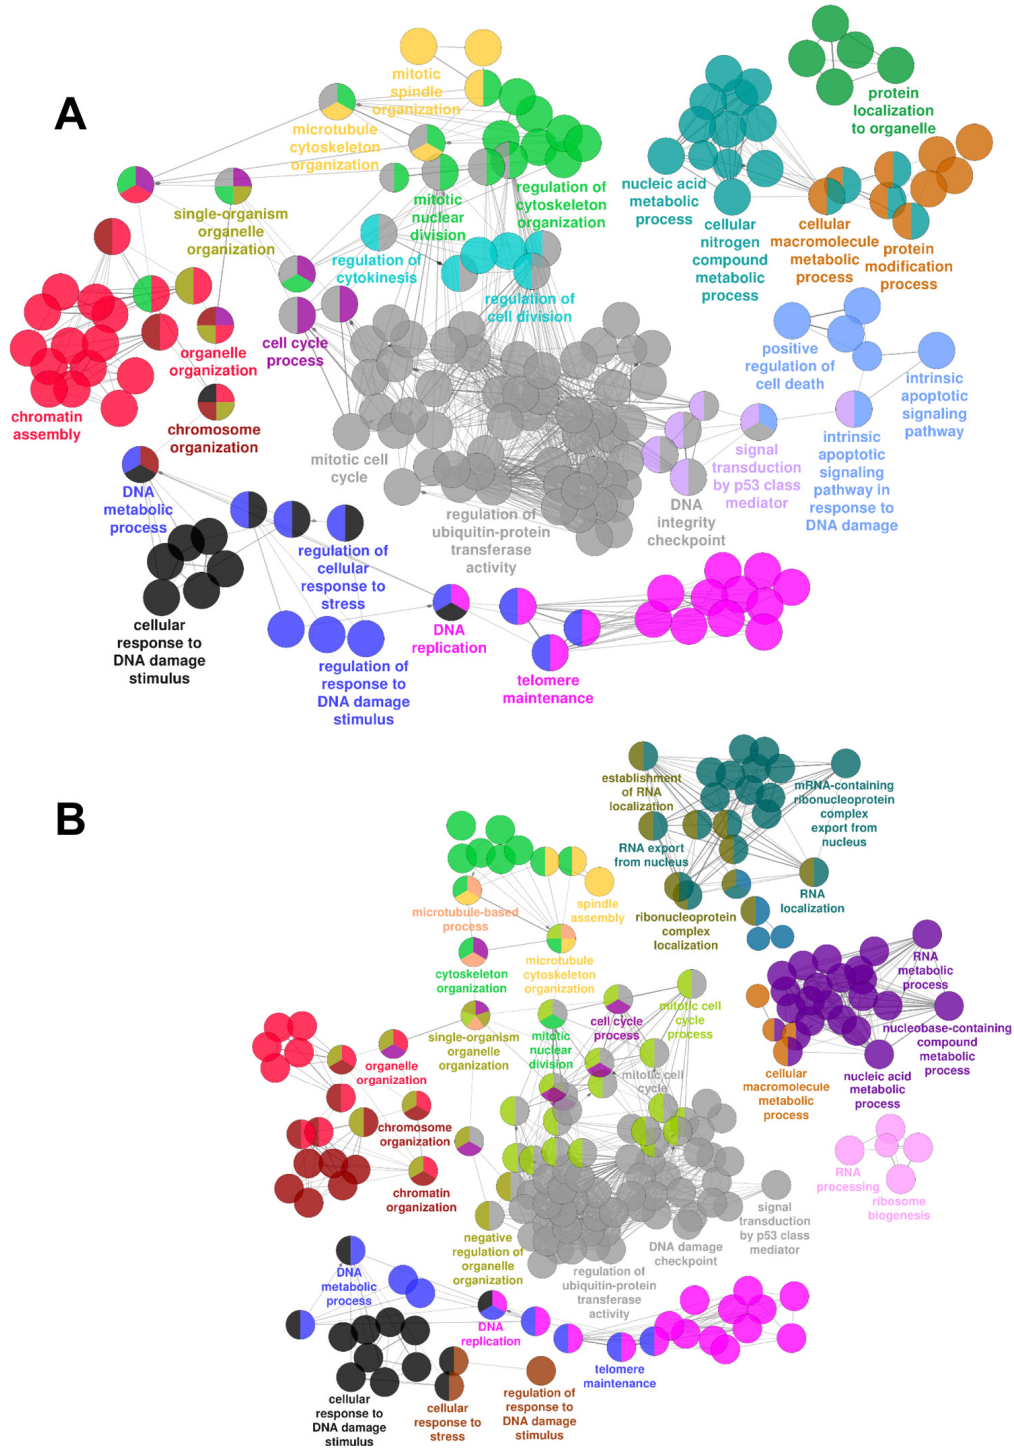 A
mitotic
spindle
organization
microtubule
cytoskeleton
organization
protein
localization
to organelle
single-organism
organelle
organization
mitotic
nuclear
division
regulation of
cytoskeleton
organization
nucleic acid
metabolic
process
cellular
nitrogen
compound
metabolic
process
cellular
macromolecule
metabolic
process
protein
modification
process
regulation of
cytokinesis
regulation of
cell division
organelle
organization
cell cycle
process
positive
regulation of
cell death
intrinsic
apoptotic
signaling
pathway
chromatin
assembly
chromosome
organization
mitotic cell
cycle
signal
transduction
by p53 class
mediator
intrinsic
apoptotic
signaling
pathway in
response to
DNA damage
DNA
metabolic
process
regulation of
ubiquitin-protein
transferase
activity
DNA
integrity
checkpoint
regulation of
cellular
response to
stress
cellular
response to
DNA damage
stimulus
DNA
replication
regulation of
response to
DNA damage
stimulus
telomere
maintenance
B
establishment
of RNA
localization
mRNA-containing
ribonucleoprotein
complex
export from
nucleus
RNA export
from nucleus
RNA
localization
ribonucleoprotein
complex
localization
microtubule-based
process
spindle
assembly
cytoskeleton
organization
microtubule
cytoskeleton
organization
RNA
metabolic
process
nucleobase-containing
compound
metabolic
process
single-organism
organelle
organization
mitotic
nuclear
division
cell cycle
process
mitotic cell
cycle
process
organelle
organization
mitotic cell
cycle
cellular
macromolecule
metabolic
process
nucleic acid
metabolic
process
chromosome
organization
chromatin
organization
RNA
processing
ribosome
biogenesis
negative
regulation of
organelle
organization
regulation of
ubiquitin-protein
transferase
activity
DNA damage
checkpoint
signal
transduction
by p53 class
mediator
DNA
metabolic
process
DNA
replication
telomere
maintenance
cellular
response to
DNA damage
stimulus
cellular
response to
stress
regulation of
response to
DNA damage
stimulus